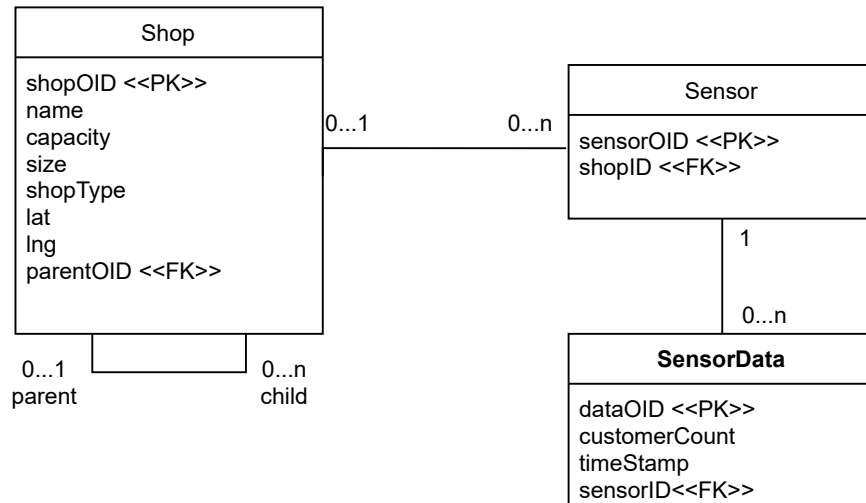 Shop
shopOID <<PK>>
name
capacity
size
shopType
lat
lng
parentOID <<FK>>
0...1
0...n
Sensor
sensorOID <<PK>>
shopID <<FK>>
1
0...n
0...1
parent
0...n
child
SensorData
dataOID <<PK>>
customerCount
timeStamp
sensorID<<FK>>